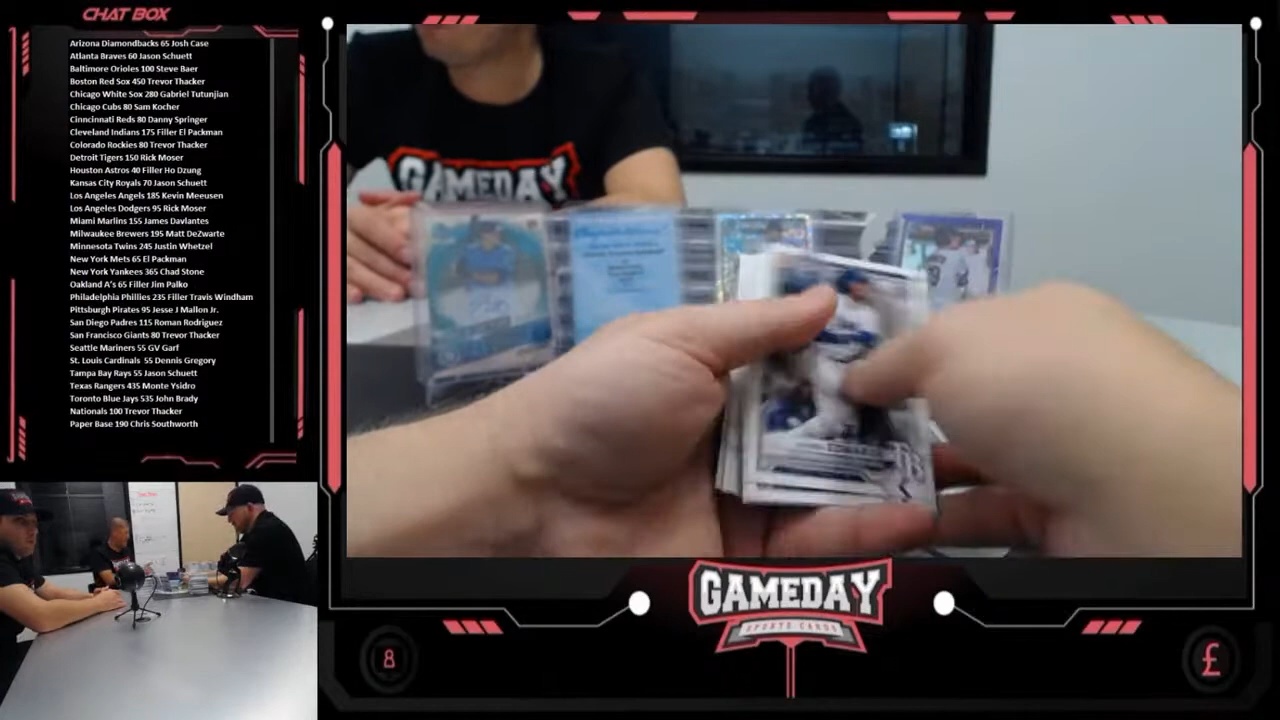 CHAT BOX
Arizona Diamondbacks 65 Josh Case
Atlanta Braves 60 Jason Schuett
Baltimore Orioles 100 Steve Baer
Boston Red Sox 450 Trevor Thacker
Chicago White Sox 280 Gabriel Tutunjian
Chicago Cubs 80 Sam Kocher
Cinncinnati Reds 80 Danny Springer
Cleveland Indians 175 Filler El Packman
Colorado Rockies 80 Trevor Thacker
Detroit Tigers 150 Rick Moser
Houston Astros 40 Filler Ho Dzung
Kansas City Royals 70 Jason Schuett
Los Angeles Angels 185 Kevin Meeusen
Los Angeles Dodgers 95 Rick Moser
Miami Marlins 155 James Davlantes
Milwaukee Brewers 195 Matt DeZwarte
Minnesota Twins 245 Justin Whetzel
New York Mets 65 El Packman
New York Yankees 365 Chad Stone
Oakland A's 65 Filler Jim Palko
Philadelphia Phillies 235 Filler Travis Windham
Pittsburgh Pirates 95 Jesse J Mallon Jr.
San Diego Padres 115 Roman Rodriguez
San Francisco Giants 80 Trevor Thacker
Seattle Mariners 55 GV Garf
St. Louis Cardinals 55 Dennis Gregory
Tampa Bay Rays 55 Jason Schuett
Texas Rangers 435 Monte Ysidro
Toronto Blue Jays 535 John Brady
Nationals 100 Trevor Thacker
Paper Base 190 Chris Southworth
GAMEDAY
GAMEDAY
SPORTS CARDS
8
£